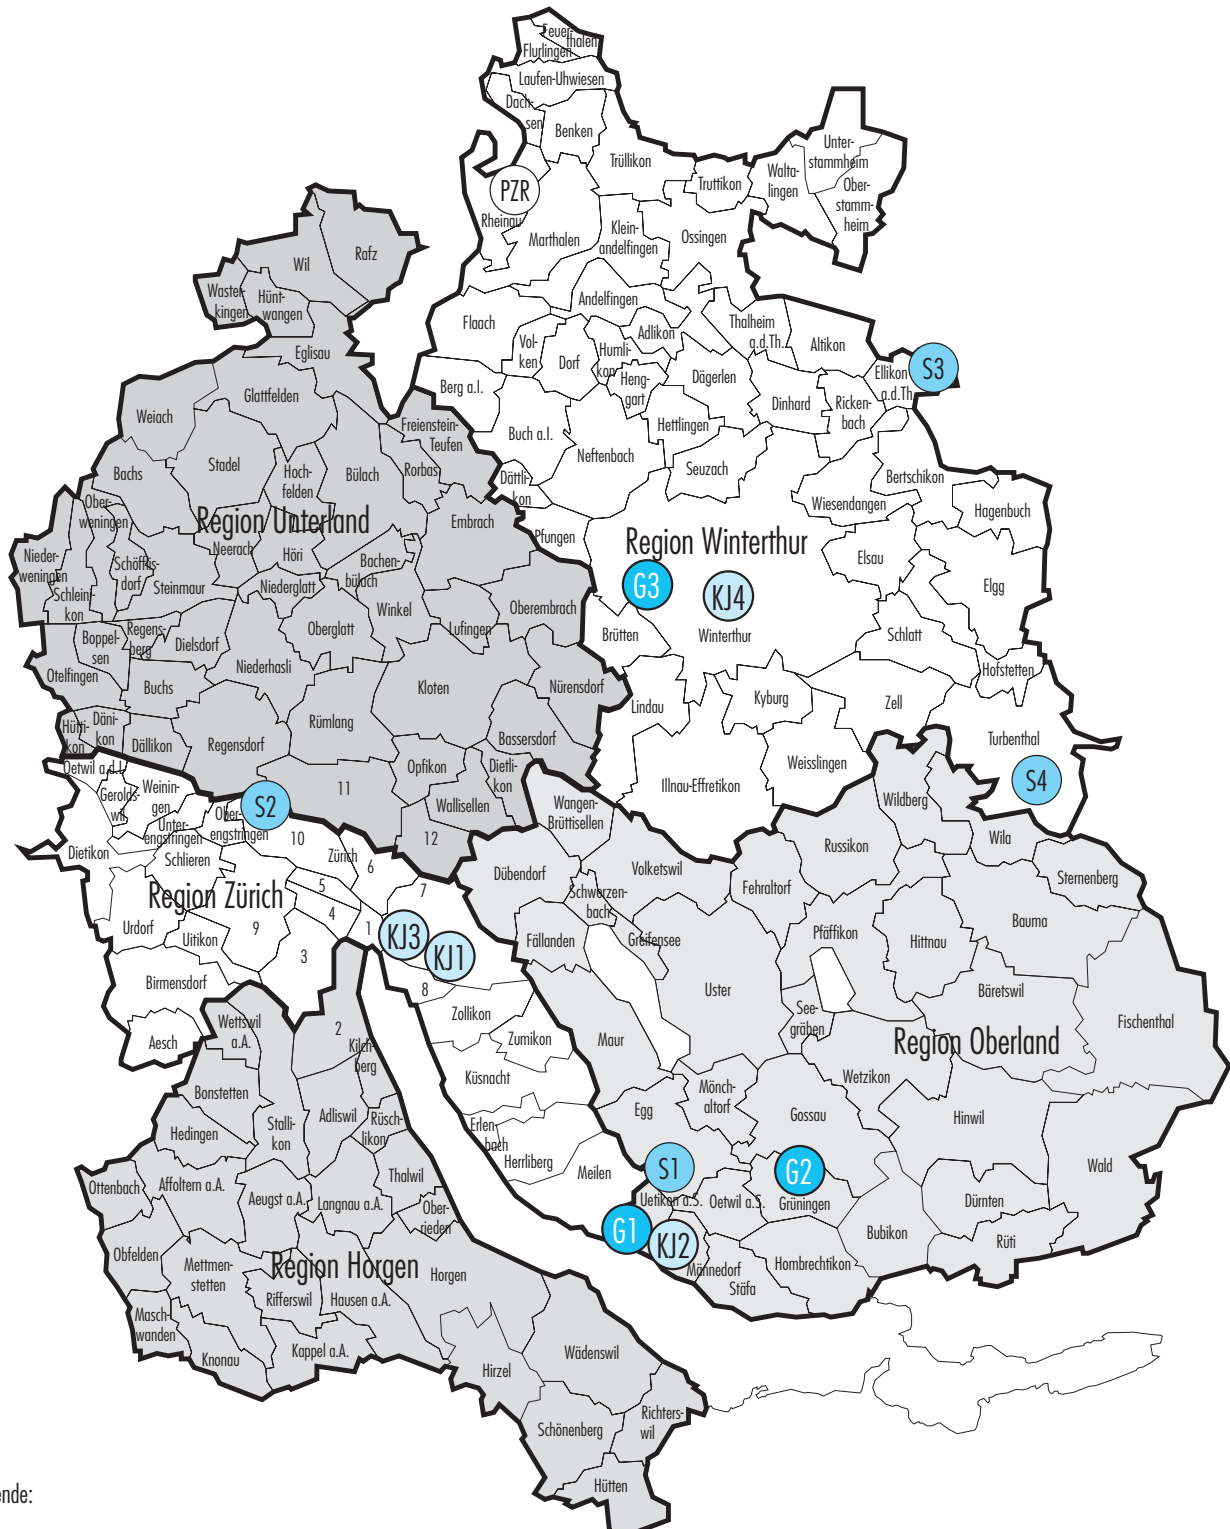 Feuer-
thalen
Flurlingen
Laufen-Uhwiesen
Dach-
sen
Benken
Trüllikon
Truttikon
Walta-
lingen
Unter-
stammheim
Ober-
stamm-
heim
PZR
Rheinau
Marthalen
Klein-
andelfingen
Ossingen
Rafz
Wil
Waster-
kingen
Hünt-
wangen
Eglisau
Andelfingen
Flaach
Vol-
ken
Dorf
Humli-
kon
Adlikon
Thalheim
a.d.Th.
Altikon
Ellikon
a.d.Th.
S3
Heng-
gart
Dägerlen
Dinhard
Ricken-
bach
Berg a.I.
Glattfelden
Weiach
Freienstein-
Teufen
Buch a.I.
Neftenbach
Hettlingen
Seuzach
Bachs
Stadel
Hoch-
felden
Bülach
Rorbas
Dättli-
kon
Wiesendangen
Bertschikon
Hagenbuch
Ober-
weningen
Region Unterland
Embrach
Pfungen
Region Winterthur
Elsau
Elgg
Nieder-
weningen
Schöfflis-
dorf
Neerach
Höri
Bachen-
bülach
Schlein-
kon
Steinmaur
Niederglatt
Winkel
Oberembrach
G3
KJ4
Winterthur
Brütten
Schlatt
Hofstetten
Boppel-
sen
Regens-
berg
Dielsdorf
Oberglatt
Lufingen
Otelfingen
Buchs
Niederhasli
Kloten
Nürensdorf
Lindau
Kyburg
Zell
Turbenthal
Hütti-
kon
Däni-
kon
Dällikon
Regensdorf
Rümlang
Bassersdorf
Weisslingen
Illnau-Effretikon
S4
Oetwil a.d.L.
Gerolds-
wil
Weinin-
gen
11
Opfikon
Dietli-
kon
Wallisellen
Wangen-
Brüttisellen
Wildberg
S2
Unter-
engstringen
Ober-
engstringen
10
Zürich
6
12
Dietikon
Schlieren
Russikon
Wila
Dübendorf
Volketswil
Fehraltorf
Sternenberg
Region Zürich
5
4
7
Schwerzen-
bach
Urdorf
Uitikon
9
3
1
KJ3
KJ1
Fällanden
Greifensee
Pfäffikon
Hittnau
Bauma
Birmensdorf
8
Uster
Bäretswil
Fischenthal
Zollikon
See-
gräben
Aesch
Wettswil
a.A.
2
Kilch-
berg
Zumikon
Maur
Region Oberland
Küsnacht
Wetzikon
Bonstetten
Mönch-
altorf
Hedingen
Stalli-
kon
Adliswil
Rüsch-
likon
Erlen-
bach
Egg
Gossau
Hinwil
Herrliberg
Meilen
S1
G2
Wald
Ottenbach
Affoltern a.A.
Aeugst a.A.
Langnau a.A.
Thalwil
Ober-
rieden
Uetikon a.S.
Oetwil a.S.
Grüningen
Dürnten
G1
KJ2
Bubikon
Rüti
Obfelden
Mettmen-
stetten
Region Horgen
Horgen
Männedorf
Stäfa
Hombrechtikon
Rifferswil
Hausen a.A.
Masch-
wanden
Knonau
Kappel a.A.
Hirzel
Wädenswil
Schönenberg
Richters-
wil
Hütten
nde: